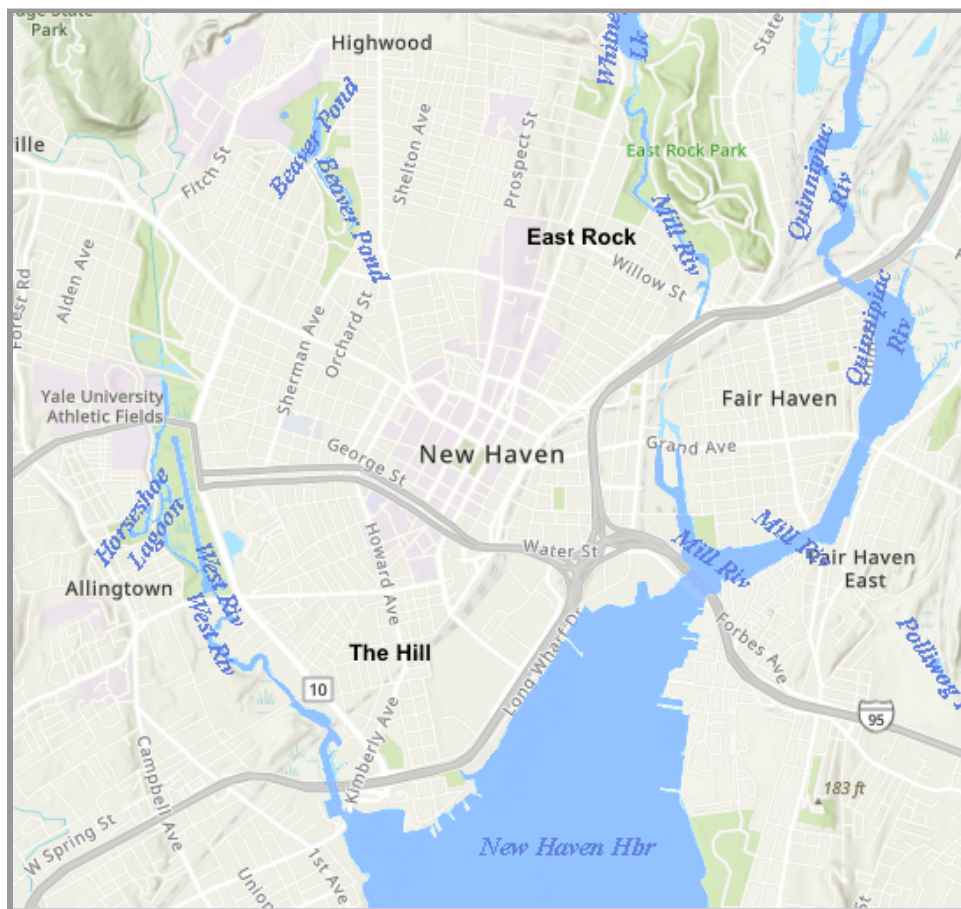 Park
Highwood
Whitney
Lk
State
ville
Fitch St
Beaver Pond
Beaver pond
Shelton Ave
Prospect St
East Rock Park
Quinnipiac
Riv
Mill Riv
East Rock
Willow St
Forest Rd
Alden Ave
Sherman Ave
Orchard St
Quinnipiac
Riv
Yale University
Athletic Fields
Fair Haven
New Haven
George St
Grand Ave
Horseshoe
Lagoon
Howard Ave
Water St
Mill Riv
Mill Riv
Fair Haven
East
West Riv
Allingtown
West Riv
The Hill
Long Wharf Dr
Forbes Ave
Polliwog
10
95
Kimberly Ave
Campbell Ave
183 ft
W Spring St
1st Ave
Union
New Haven Hbr
St